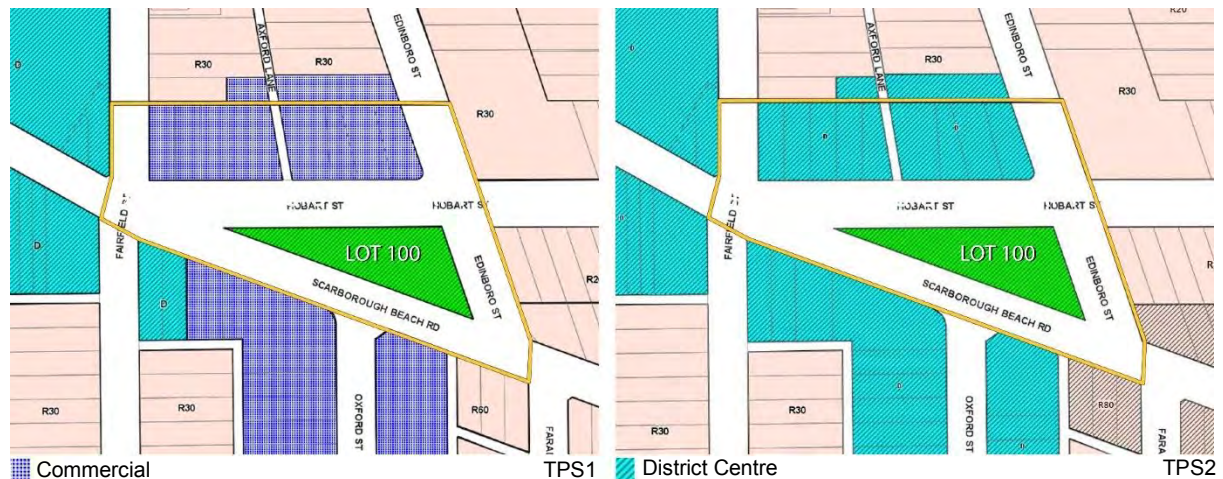 D
R30
R30
AXFORD LANE
EDINBORO ST
R30
HOBART ST
HOBART ST
FAIRFIELD ST
D
LOT 100
EDINBORO ST
SCARBOROUGH BEACH RD
D
R30
R30
R60
OXFORD ST
Commercial
TPS1
R20
R30
AXFORD LANE
EDINBORO ST
R30
HOBART ST
HOBART ST
FAIRFIELD ST
LOT 100
EDINBORO ST
SCARBOROUGH BEACH RD
R30
R30
R80
D
OXFORD ST
District Centre
TPS2